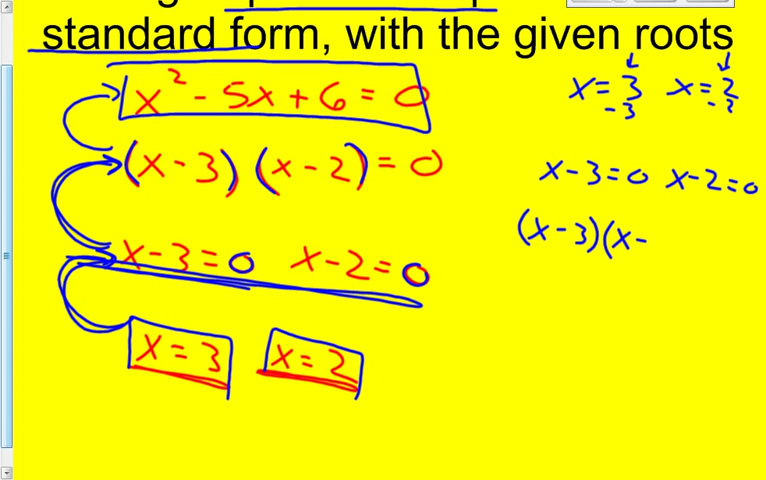 standard form, with the given roots
x² - 5x + 6 = 0
(x - 3) (x - 2) = 0
x - 3 = 0 x - 2 = 0
x = 3 x = 2
x = 3 x = 2
-3 -2
x - 3 = 0 x - 2 = 0
(x - 3)(x -